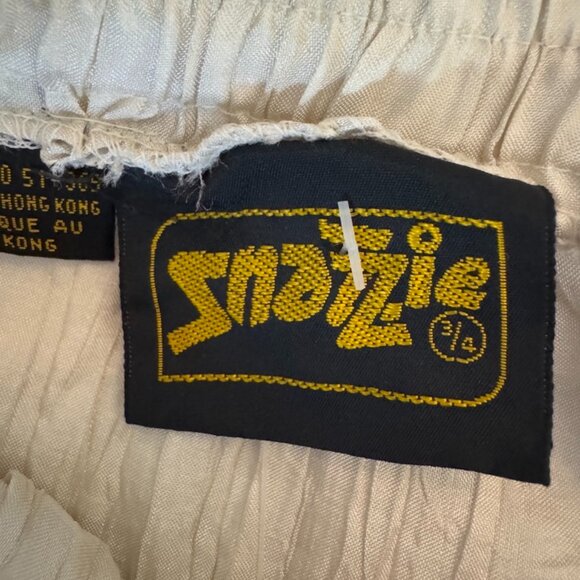 HONG KONG
QUE AU
KONG
SnaZZie
3/4